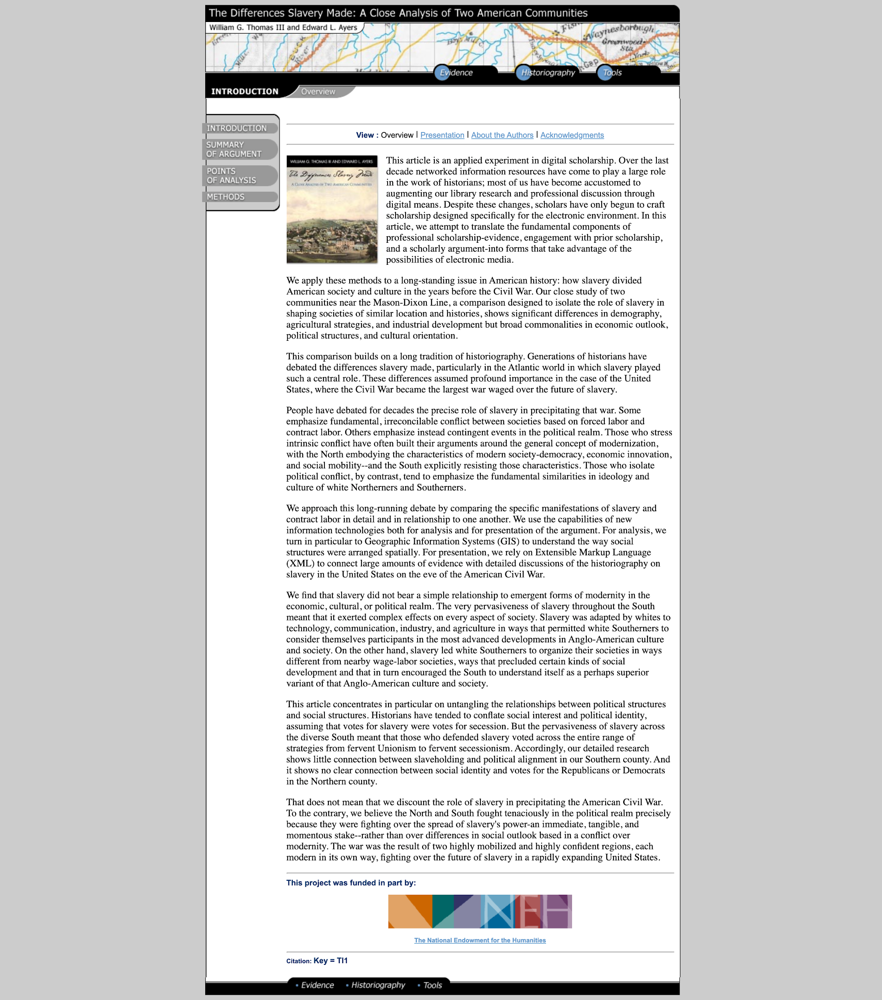 The Differences Slavery Made: A Close Analysis of Two American Communities
William G. Thomas III and Edward L. Ayers
Fish
Waynesborough
Greenwood
Sta.
York
Gap
River
Evidence
Historiography
Tools
INTRODUCTION
Overview
INTRODUCTION
SUMMARY
OF ARGUMENT
POINTS
OF ANALYSIS
METHODS
View : Overview | Presentation | About the Authors | Acknowledgments
WILLIAM G. THOMAS III AND EDWARD L. AYERS
The Differences Slavery Made
A CLOSE ANALYSIS OF TWO AMERICAN COMMUNITIES
This article is an applied experiment in digital scholarship. Over the last
decade networked information resources have come to play a large role
in the work of historians; most of us have become accustomed to
augmenting our library research and professional discussion through
digital means. Despite these changes, scholars have only begun to craft
scholarship designed specifically for the electronic environment. In this
article, we attempt to translate the fundamental components of
professional scholarship-evidence, engagement with prior scholarship,
and a scholarly argument-into forms that take advantage of the
possibilities of electronic media.
We apply these methods to a long-standing issue in American history: how slavery divided
American society and culture in the years before the Civil War. Our close study of two
communities near the Mason-Dixon Line, a comparison designed to isolate the role of slavery in
shaping societies of similar location and histories, shows significant differences in demography,
agricultural strategies, and industrial development but broad commonalities in economic outlook,
political structures, and cultural orientation.
This comparison builds on a long tradition of historiography. Generations of historians have
debated the differences slavery made, particularly in the Atlantic world in which slavery played
such a central role. These differences assumed profound importance in the case of the United
States, where the Civil War became the largest war waged over the future of slavery.
People have debated for decades the precise role of slavery in precipitating that war. Some
emphasize fundamental, irreconcilable conflict between societies based on forced labor and
contract labor. Others emphasize instead contingent events in the political realm. Those who stress
intrinsic conflict have often built their arguments around the general concept of modernization,
with the North embodying the characteristics of modern society-democracy, economic innovation,
and social mobility--and the South explicitly resisting those characteristics. Those who isolate
political conflict, by contrast, tend to emphasize the fundamental similarities in ideology and
culture of white Northerners and Southerners.
We approach this long-running debate by comparing the specific manifestations of slavery and
contract labor in detail and in relationship to one another. We use the capabilities of new
information technologies both for analysis and for presentation of the argument. For analysis, we
turn in particular to Geographic Information Systems (GIS) to understand the way social
structures were arranged spatially. For presentation, we rely on Extensible Markup Language
(XML) to connect large amounts of evidence with detailed discussions of the historiography on
slavery in the United States on the eve of the American Civil War.
We find that slavery did not bear a simple relationship to emergent forms of modernity in the
economic, cultural, or political realm. The very pervasiveness of slavery throughout the South
meant that it exerted complex effects on every aspect of society. Slavery was adapted by whites to
technology, communication, industry, and agriculture in ways that permitted white Southerners to
consider themselves participants in the most advanced developments in Anglo-American culture
and society. On the other hand, slavery led white Southerners to organize their societies in ways
different from nearby wage-labor societies, ways that precluded certain kinds of social
development and that in turn encouraged the South to understand itself as a perhaps superior
variant of that Anglo-American culture and society.
This article concentrates in particular on untangling the relationships between political structures
and social structures. Historians have tended to conflate social interest and political identity,
assuming that votes for slavery were votes for secession. But the pervasiveness of slavery across
the diverse South meant that those who defended slavery voted across the entire range of
strategies from fervent Unionism to fervent secessionism. Accordingly, our detailed research
shows little connection between slaveholding and political alignment in our Southern county. And
it shows no clear connection between social identity and votes for the Republicans or Democrats
in the Northern county.
That does not mean that we discount the role of slavery in precipitating the American Civil War.
To the contrary, we believe the North and South fought tenaciously in the political realm precisely
because they were fighting over the spread of slavery's power-an immediate, tangible, and
momentous stake--rather than over differences in social outlook based in a conflict over
modernity. The war was the result of two highly mobilized and highly confident regions, each
modern in its own way, fighting over the future of slavery in a rapidly expanding United States.
This project was funded in part by:
NEH
The National Endowment for the Humanities
Citation: Key = TI1
• Evidence • Historiography • Tools